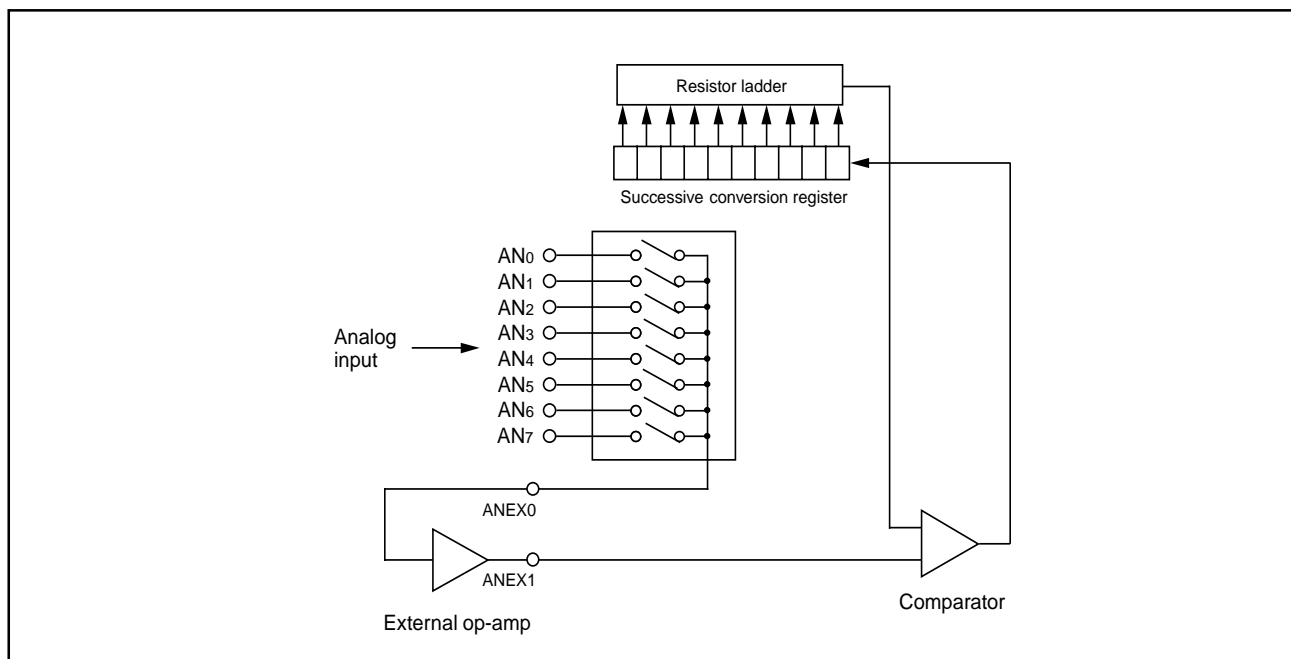 Resistor ladder
Successive conversion register
AN0
AN1
AN2
AN3
AN4
AN5
AN6
AN7
Analog
input
ANEX0
ANEX1
External op-amp
Comparator